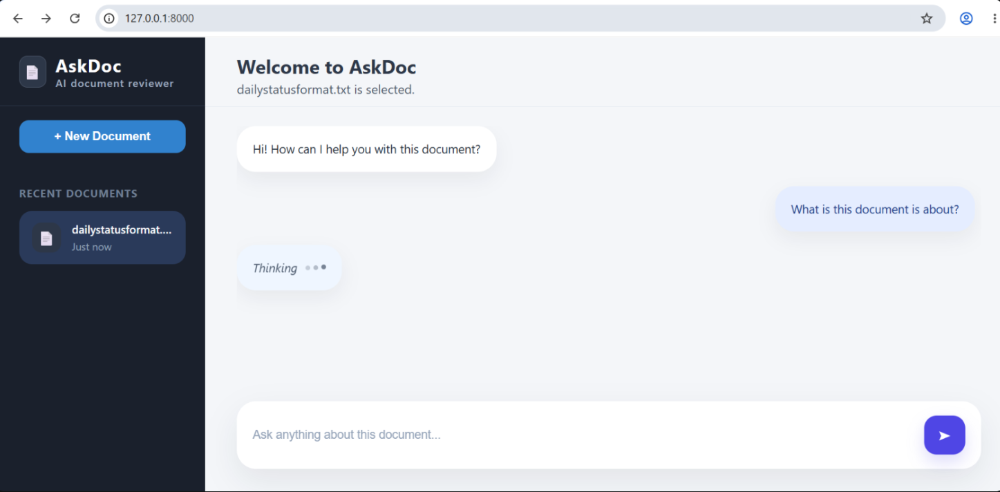 127.0.0.1:8000
AskDoc
AI document reviewer
+ New Document
RECENT DOCUMENTS
dailystatusformat....
Just now
Welcome to AskDoc
dailystatusformat.txt is selected.
Hi! How can I help you with this document?
What is this document is about?
Thinking
Ask anything about this document...